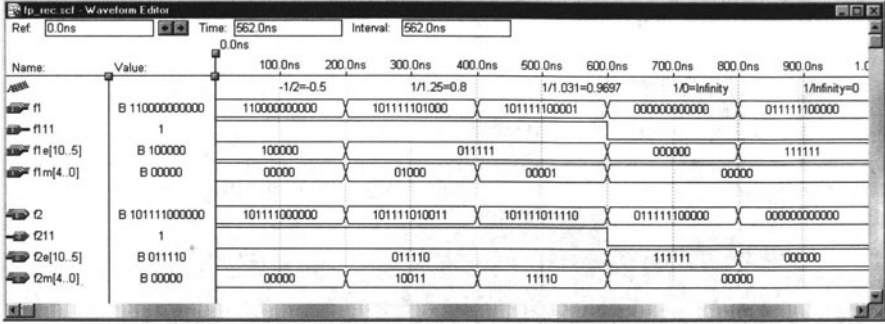 fp_rec.scf - Waveform Editor
Ref: 0.0ns Time: 562.0ns Interval: 562.0ns
0.0ns
Name: Value: 100.0ns 200.0ns 300.0ns 400.0ns 500.0ns 600.0ns 700.0ns 800.0ns 900.0ns 1.0
-1/2=-0.5 1/1.25=0.8 1/1.031=0.9697 1/0=Infinity 1/Infinity=0
f1 B 110000000000 110000000000 101111101000 101111100001 000000000000 011111100000
f111 1
f1e[10..5] B 100000 100000 011111 000000 111111
f1m[4..0] B 00000 00000 01000 00001 00000
f2 B 101111000000 101111000000 101111010011 101111011110 011111100000 000000000000
f211 1
f2e[10..5] B 011110 011110 111111 000000
f2m[4..0] B 00000 00000 10011 11110 00000